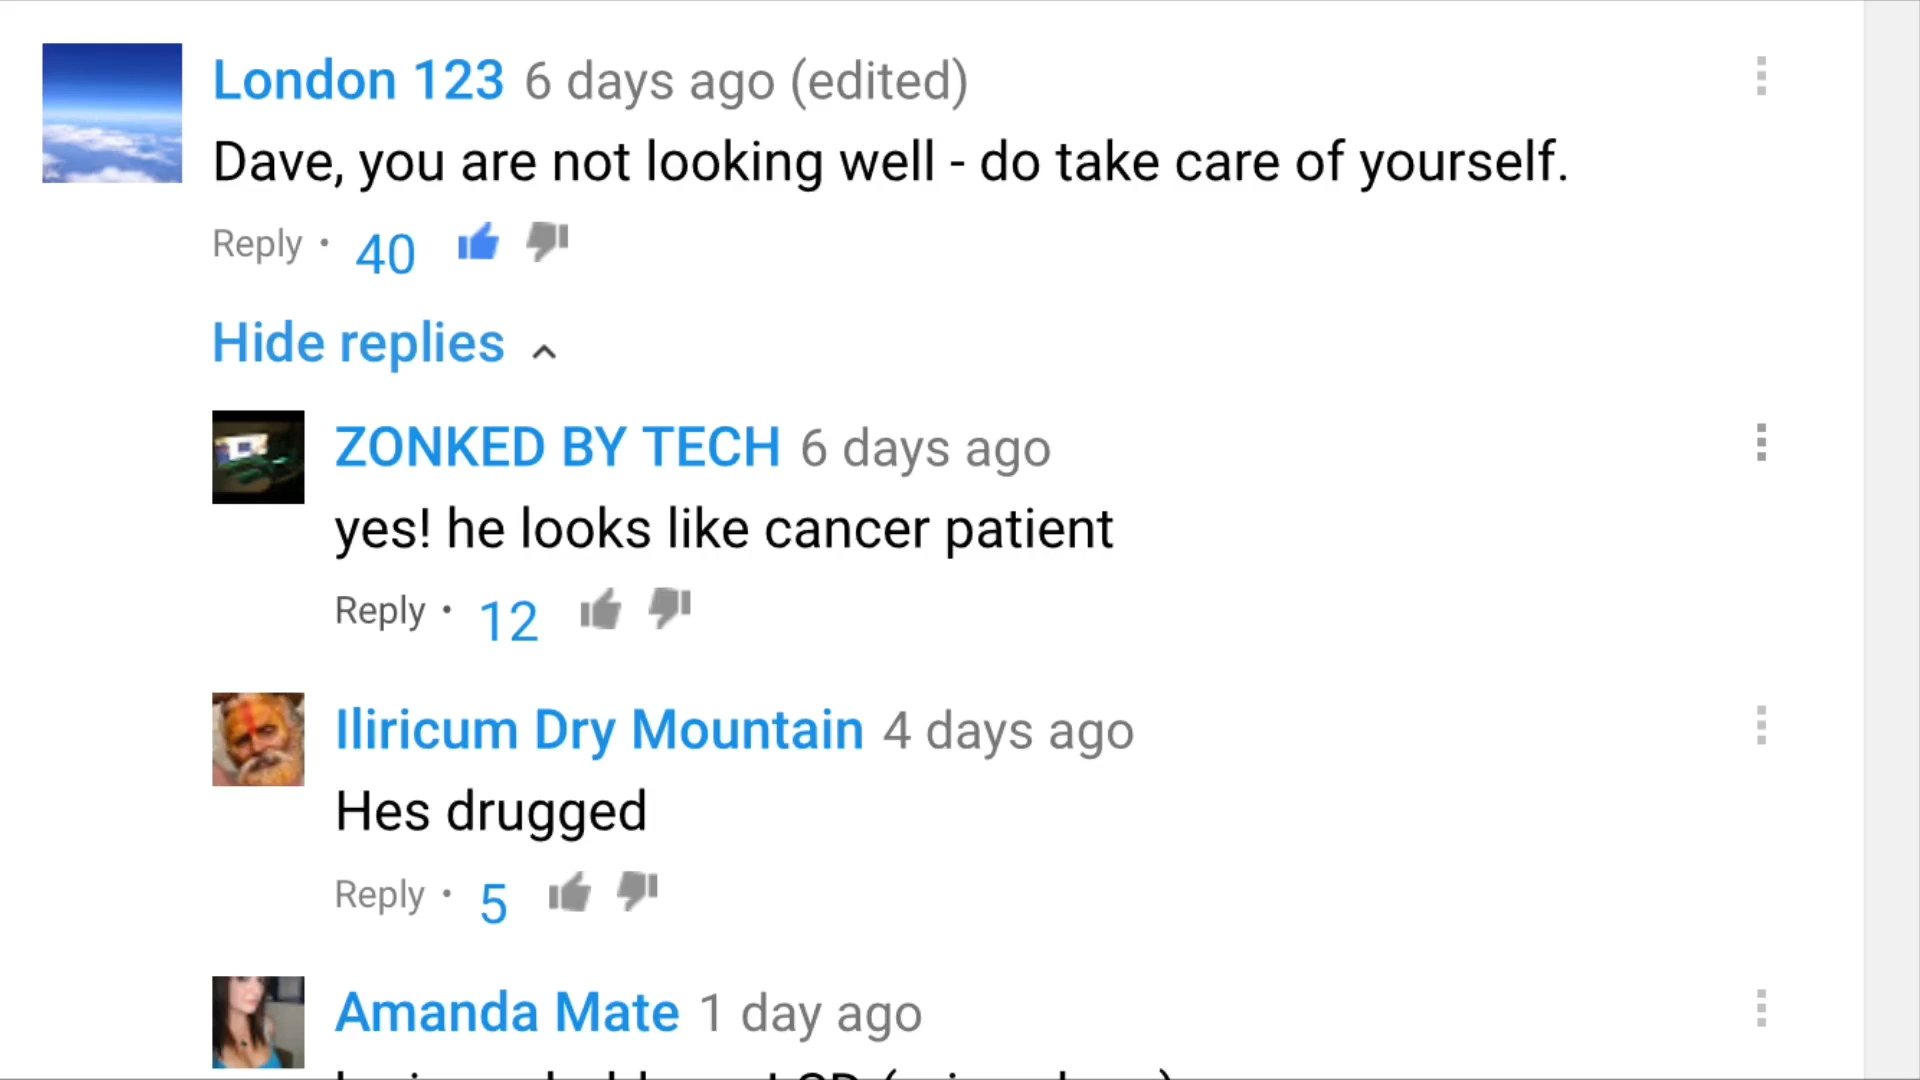 London 123 6 days ago (edited)
Dave, you are not looking well - do take care of yourself.
Reply • 40
Hide replies
ZONKED BY TECH 6 days ago
yes! he looks like cancer patient
Reply • 12
Iliricum Dry Mountain 4 days ago
Hes drugged
Reply • 5
Amanda Mate 1 day ago